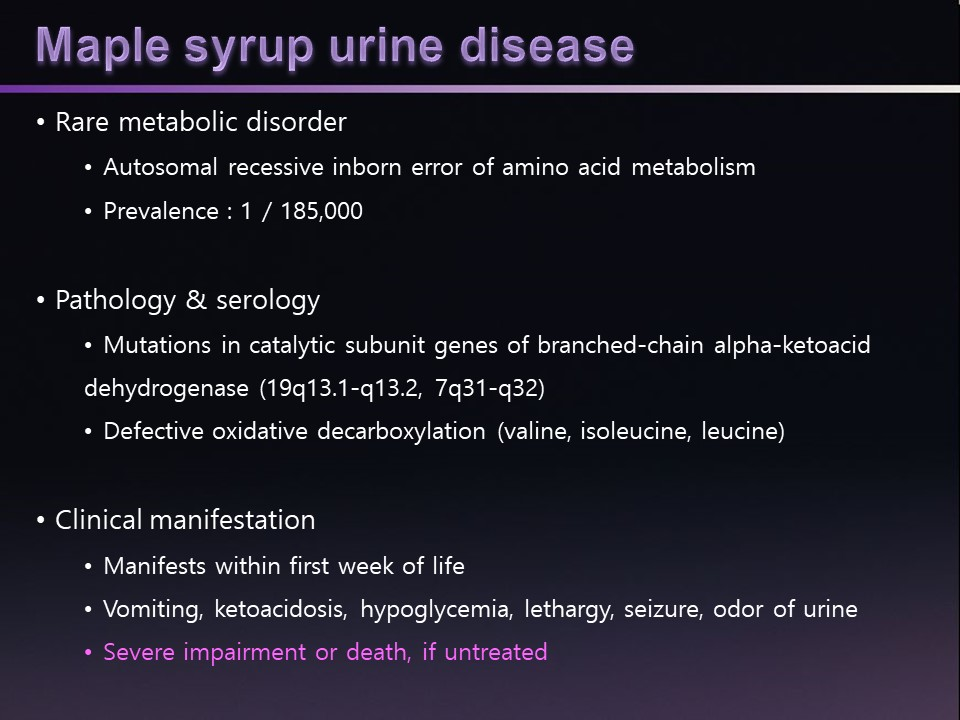 Maple syrup urine disease
• Rare metabolic disorder
• Autosomal recessive inborn error of amino acid metabolism
• Prevalence : 1 / 185,000
• Pathology & serology
• Mutations in catalytic subunit genes of branched-chain alpha-ketoacid
dehydrogenase (19q13.1-q13.2, 7q31-q32)
• Defective oxidative decarboxylation (valine, isoleucine, leucine)
• Clinical manifestation
• Manifests within first week of life
• Vomiting, ketoacidosis, hypoglycemia, lethargy, seizure, odor of urine
• Severe impairment or death, if untreated